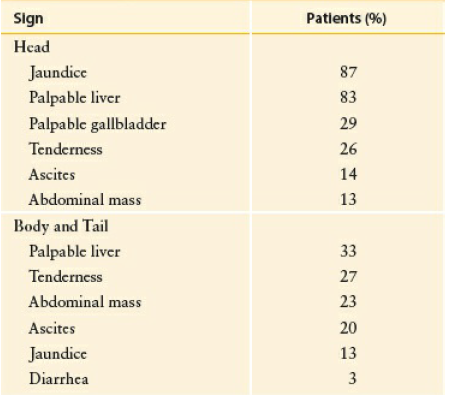 Sign Patients (%)
Head
Jaundice 87
Palpable liver 83
Palpable gallbladder 29
Tenderness 26
Ascites 14
Abdominal mass 13
Body and Tail
Palpable liver 33
Tenderness 27
Abdominal mass 23
Ascites 20
Jaundice 13
Diarrhea 3